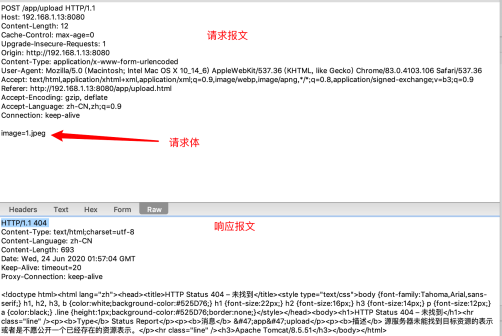 POST /app/upload HTTP/1.1
Host: 192.168.1.13:8080
Content-Length: 12
Cache-Control: max-age=0
Upgrade-Insecure-Requests: 1
请求报文
Origin: http://192.168.1.13:8080
Content-Type: application/x-www-form-urlencoded
User-Agent: Mozilla/5.0 (Macintosh; Intel Mac OS X 10_14_6) AppleWebKit/537.36 (KHTML, like Gecko) Chrome/83.0.4103.106 Safari/537.36
Accept: text/html,application/xhtml+xml,application/xml;q=0.9,image/webp,image/apng,*/*;q=0.8,application/signed-exchange;v=b3;q=0.9
Referer: http://192.168.1.13:8080/app/upload.html
Accept-Encoding: gzip, deflate
Accept-Language: zh-CN,zh;q=0.9
Connection: keep-alive
image=1.jpeg
请求体
Headers Text Hex Form Raw
HTTP/1.1 404
响应报文
Content-Type: text/html;charset=utf-8
Content-Language: zh-CN
Content-Length: 693
Date: Wed, 24 Jun 2020 01:57:04 GMT
Keep-Alive: timeout=20
Proxy-Connection: keep-alive
<!doctype html><html lang="zh"><head><title>HTTP Status 404 – 未找到</title><style type="text/css">body {font-family:Tahoma,Arial,sans-
serif;} h1, h2, h3, b {color:white;background-color:#525D76;} h1 {font-size:22px;} h2 {font-size:16px;} h3 {font-size:14px;} p {font-size:12px;}
a {color:black;} .line {height:1px;background-color:#525D76;border:none;}</style></head><body><h1>HTTP Status 404 – 未找到</h1><hr
class="line" /><p><b>Type</b> Status Report</p><p><b>消息</b> &#47;app&#47;upload</p><p><b>描述</b> 源服务器未能找到目标资源的表示
或者是不愿公开一个已经存在的资源表示。</p><hr class="line" /><h3>Apache Tomcat/8.5.51</h3></body></html>